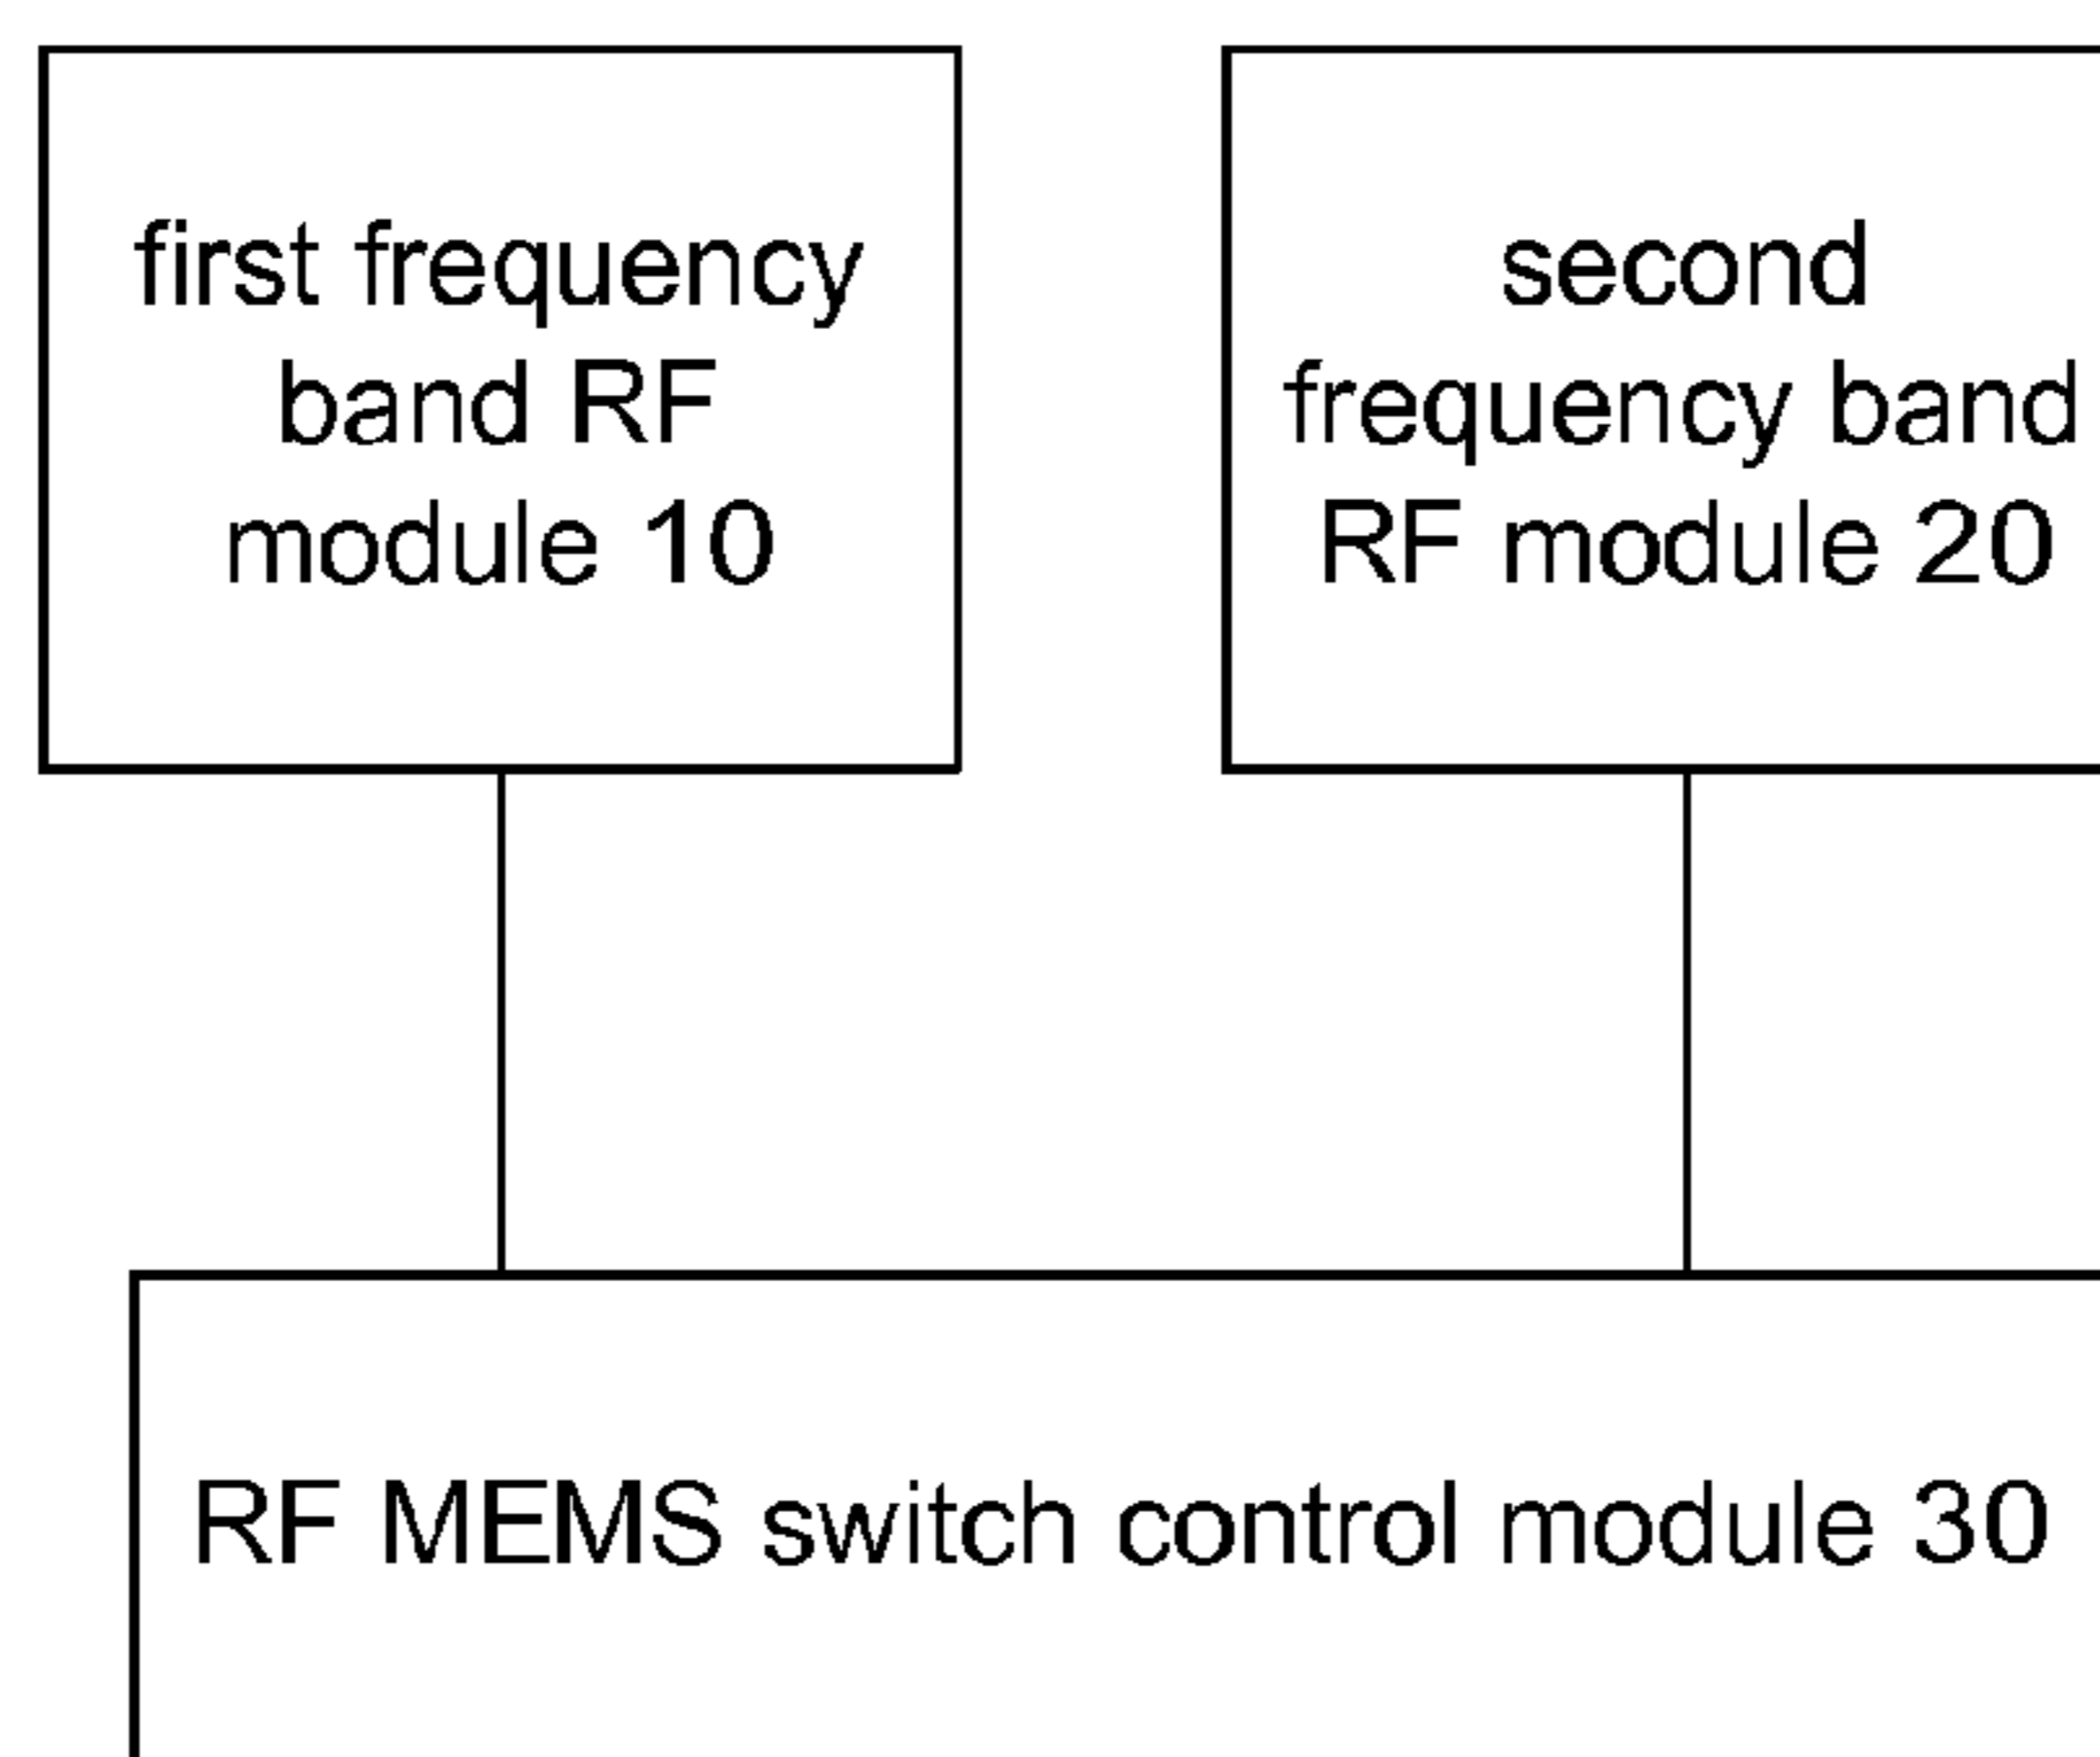 first frequency
band RF
module 10
second
frequency band
RF module 20
RF MEMS switch control module 30